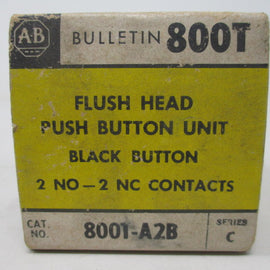 A-B BULLETIN 800T
FLUSH HEAD
PUSH BUTTON UNIT
BLACK BUTTON
2 NO—2 NC CONTACTS
CAT. NO. 800T-A2B SERIES C